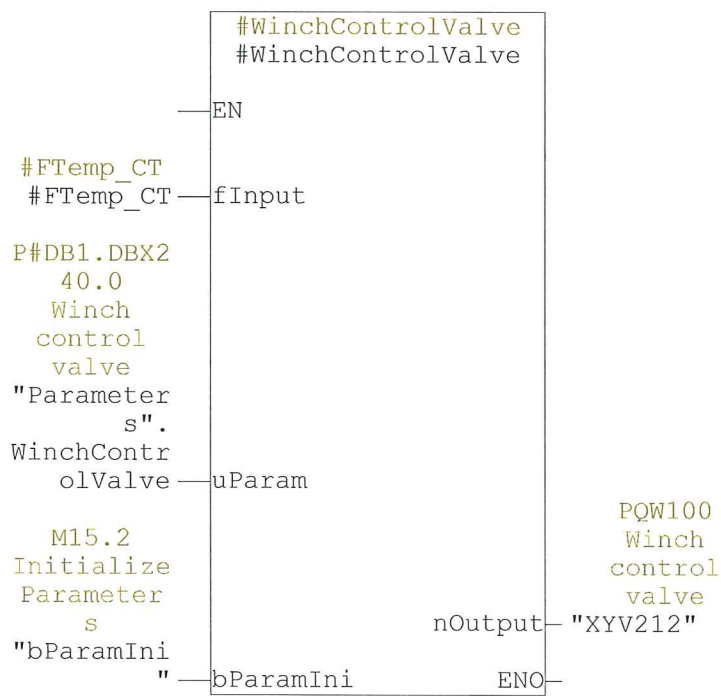 #WinchControlValve
#WinchControlValve
EN
#FTemp_CT
#FTemp_CT
fInput
P#DB1.DBX2
40.0
Winch
control
valve
"Parameter
s".
WinchContr
olValve
uParam
M15.2
Initialize
Parameter
s
"bParamIni
"
bParamIni
PQW100
Winch
control
valve
nOutput
"XYV212"
ENO